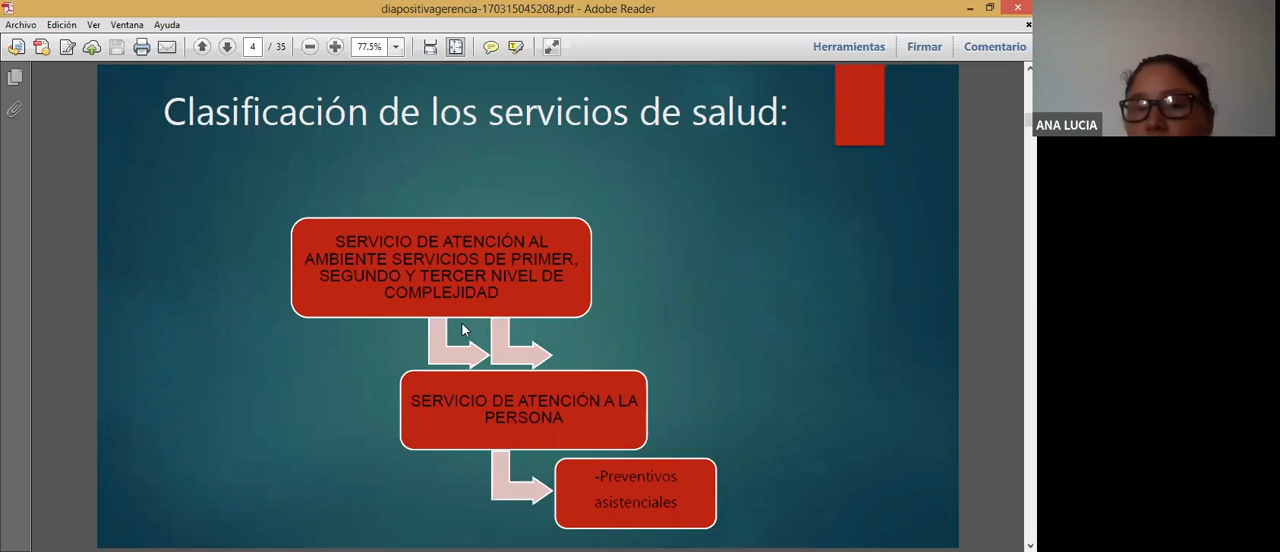 diapositivagerencia-170315045208.pdf - Adobe Reader
Archivo Edición Ver Ventana Ayuda
4 / 35 77.5% Herramientas Firmar Comentario
Clasificación de los servicios de salud:
SERVICIO DE ATENCIÓN AL
AMBIENTE SERVICIOS DE PRIMER,
SEGUNDO Y TERCER NIVEL DE
COMPLEJIDAD
SERVICIO DE ATENCIÓN A LA
PERSONA
-Preventivos
asistenciales
ANA LUCIA